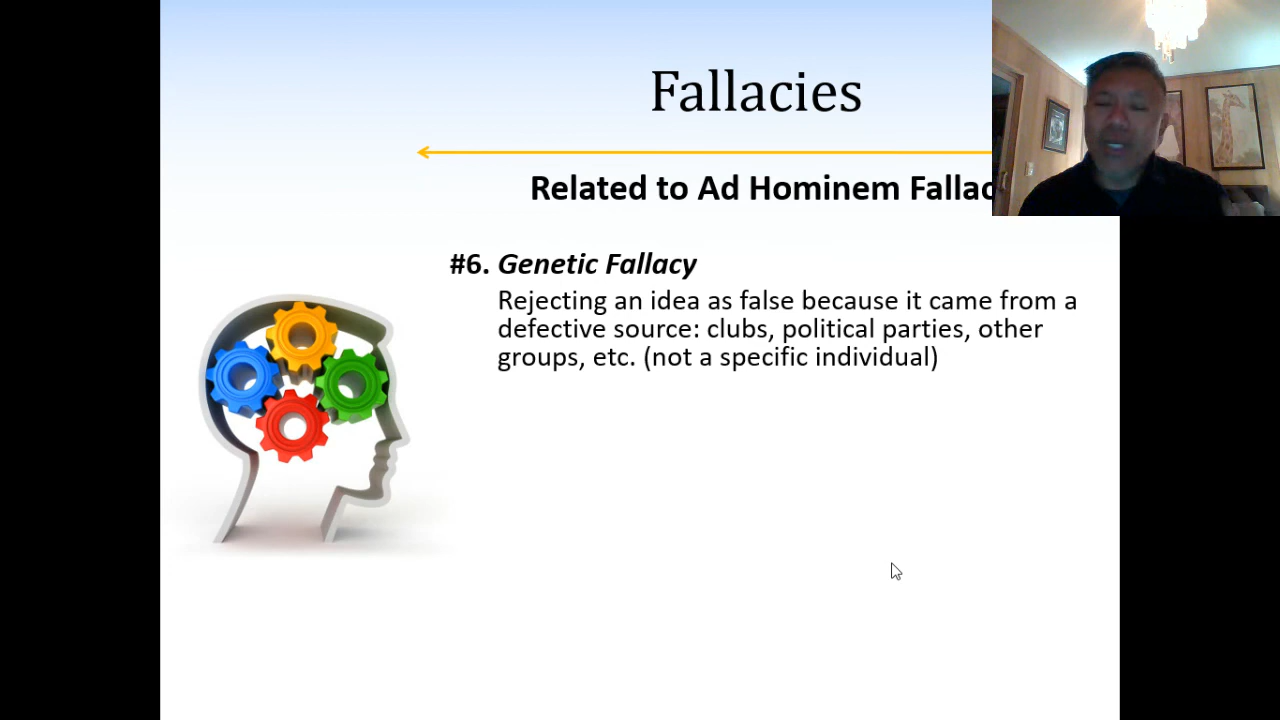 Fallacies
Related to Ad Hominem
#6. Genetic Fallacy
Rejecting an idea as false because it came from a
defective source: clubs, political parties, other
groups, etc. (not a specific individual)